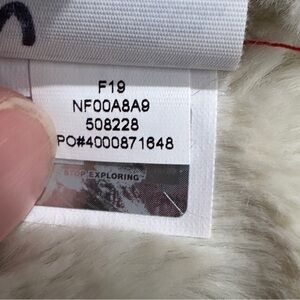 F19
NF00A8A9
508228
PO#4000871648
STOP EXPLORING